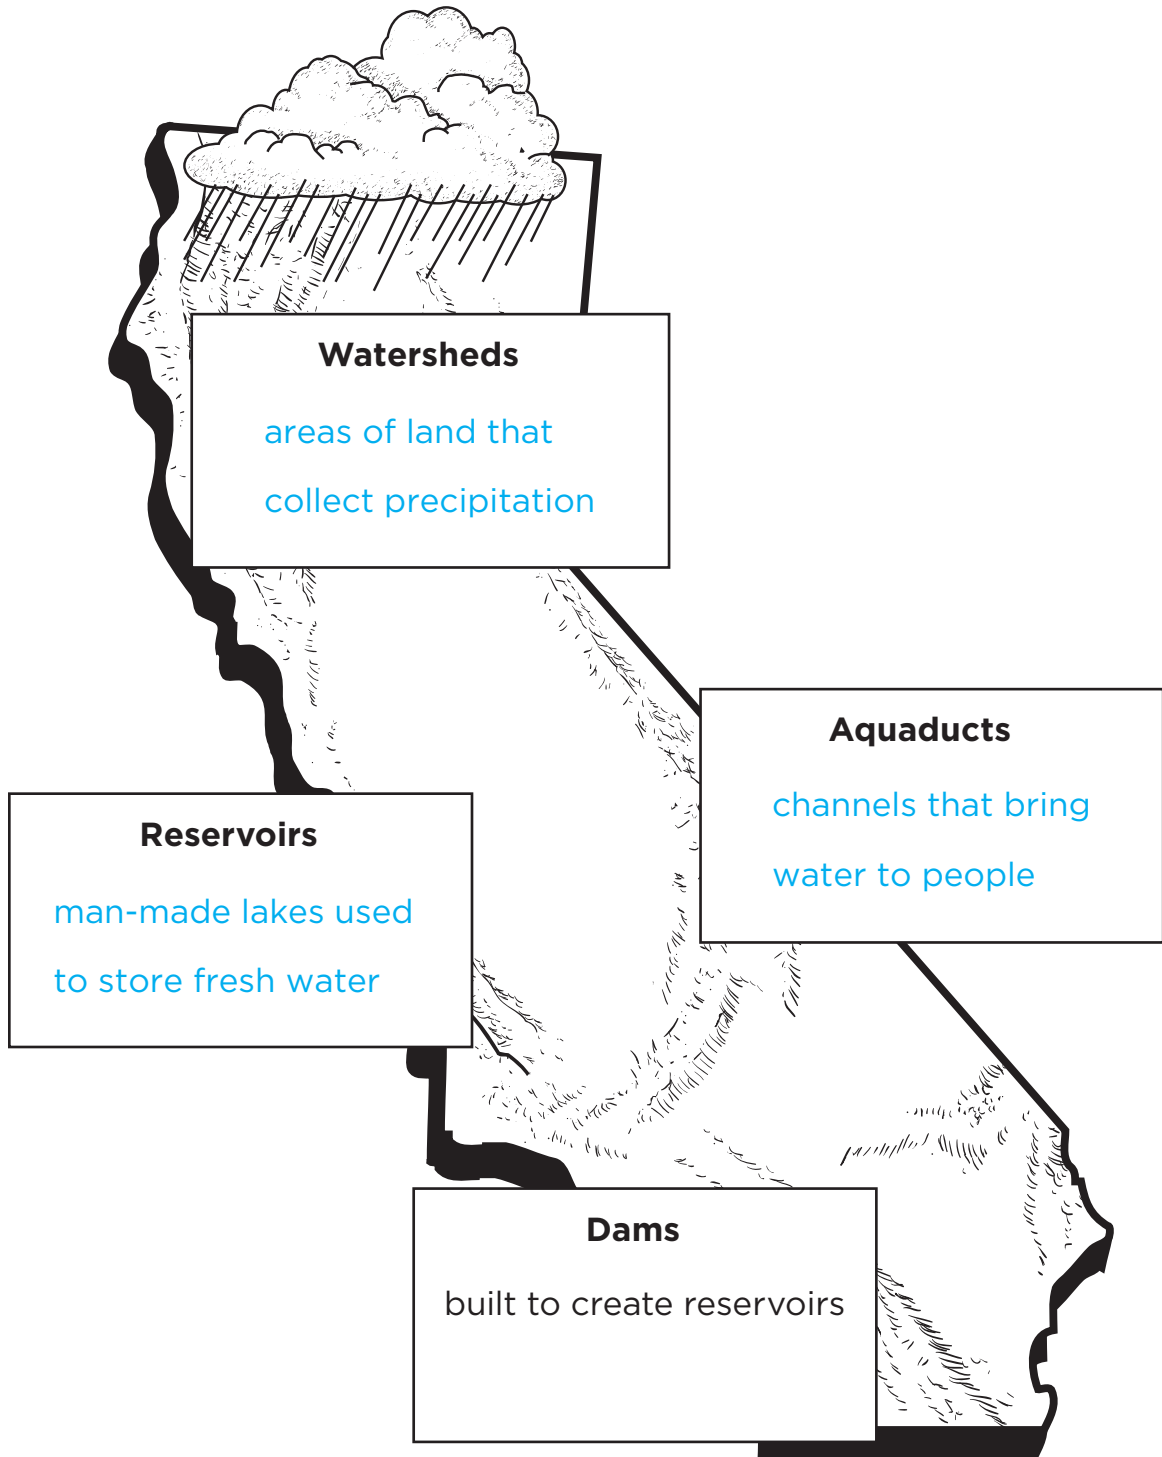 Watersheds
areas of land that
collect precipitation
Aquaducts
channels that bring
water to people
Reservoirs
man-made lakes used
to store fresh water
Dams
built to create reservoirs